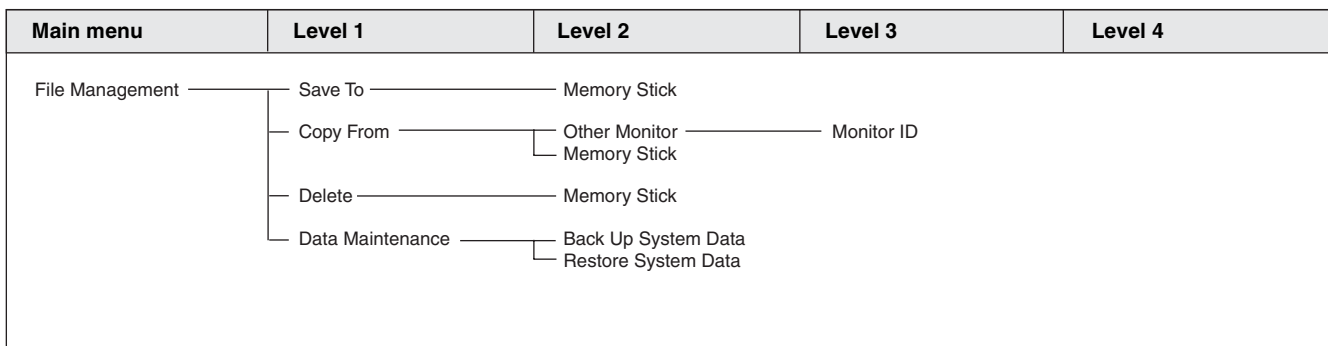 Main menu Level 1 Level 2 Level 3 Level 4
File Management Save To Memory Stick
Copy From Other Monitor Monitor ID
Memory Stick
Delete Memory Stick
Data Maintenance Back Up System Data
Restore System Data